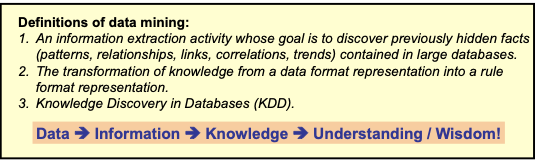 Definitions of data mining:
1. An information extraction activity whose goal is to discover previously hidden facts
(patterns, relationships, links, correlations, trends) contained in large databases.
2. The transformation of knowledge from a data format representation into a rule
format representation.
3. Knowledge Discovery in Databases (KDD).
Data ➔ Information ➔ Knowledge ➔ Understanding / Wisdom!